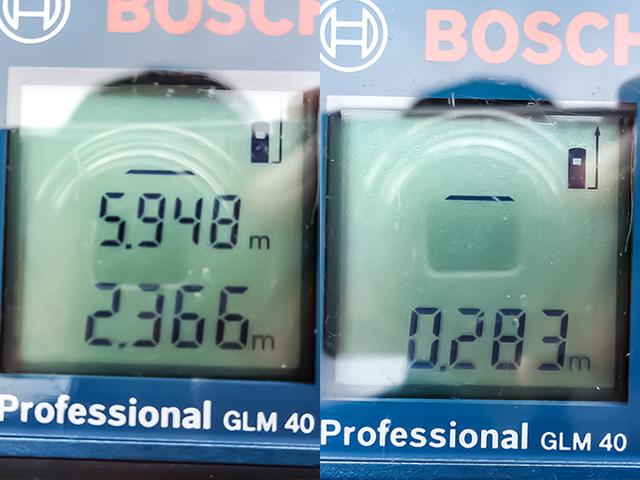 BOSCH
5.948 m
2.366 m
Professional GLM 40
BOSCH
0.283 m
Professional GLM 40